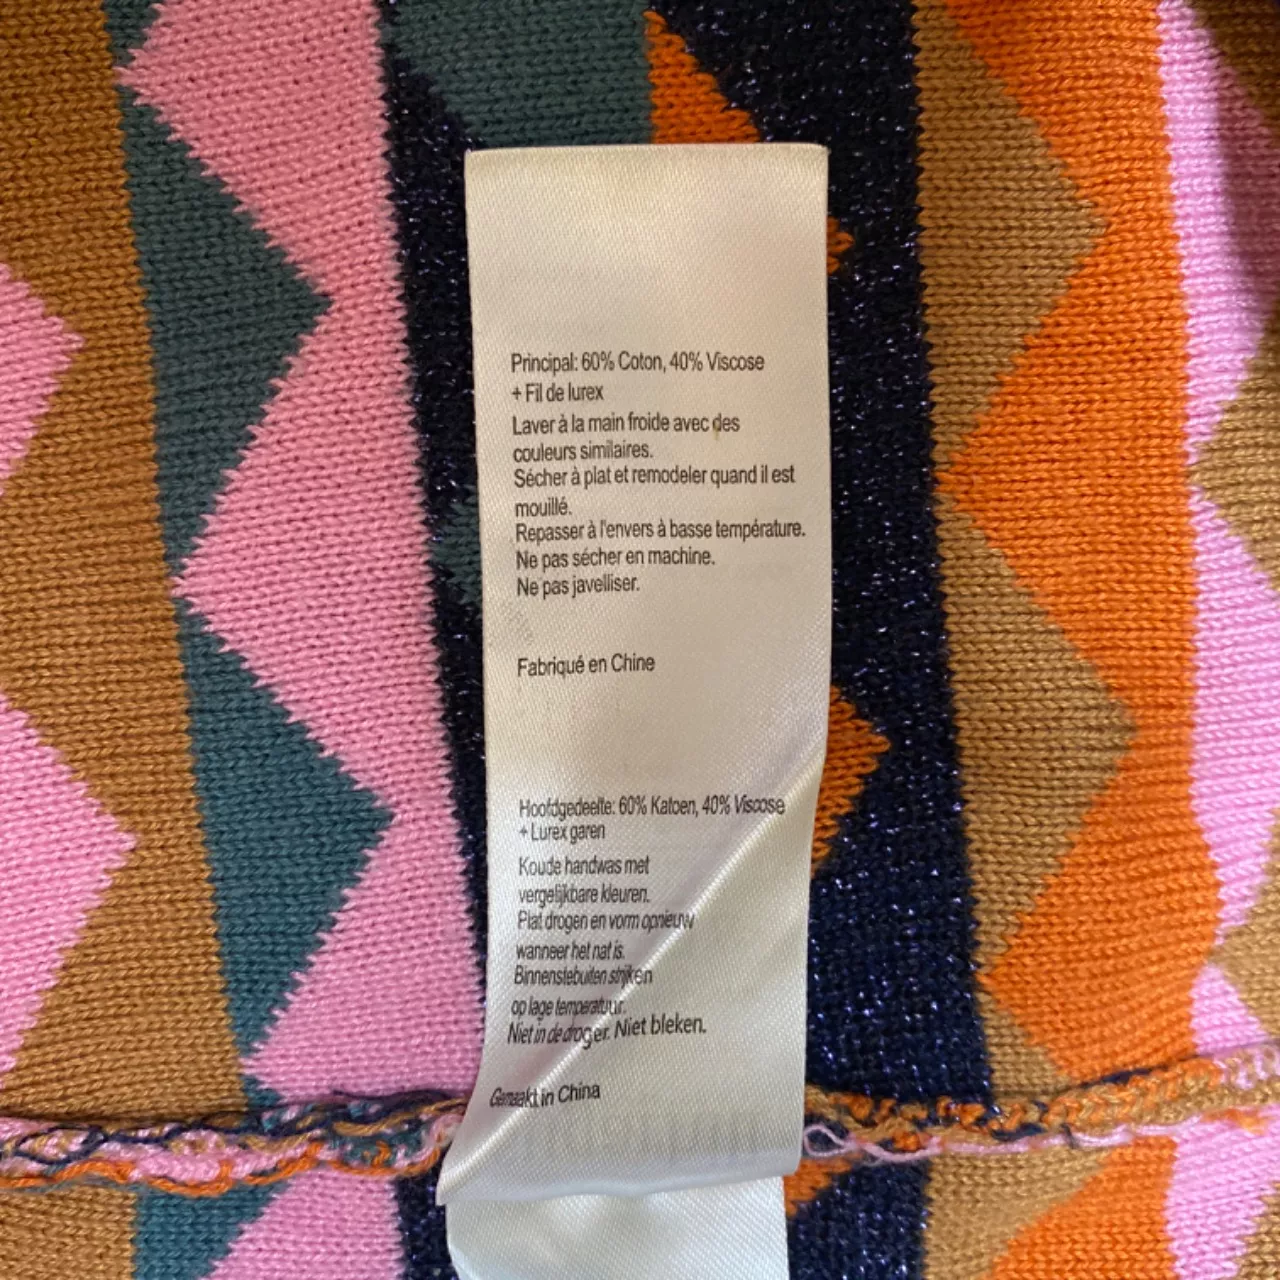 Principal: 60% Coton, 40% Viscose
+ Fil de lurex
Laver à la main froide avec des
couleurs similaires.
Sécher à plat et remodeler quand il est
mouillé.
Repasser à l'envers à basse température.
Ne pas sécher en machine.
Ne pas javelliser.
Fabriqué en Chine
Hoofdgedeelte: 60% Katoen, 40% Viscose
+ Lurex garen
Koude handwas met
vergelijkbare kleuren.
Plat drogen en vorm opnieuw
wanneer het nat is.
Binnenstebuiten strijken
op lage temperatuur.
Niet in de droger. Niet bleken.
Gemaakt in China